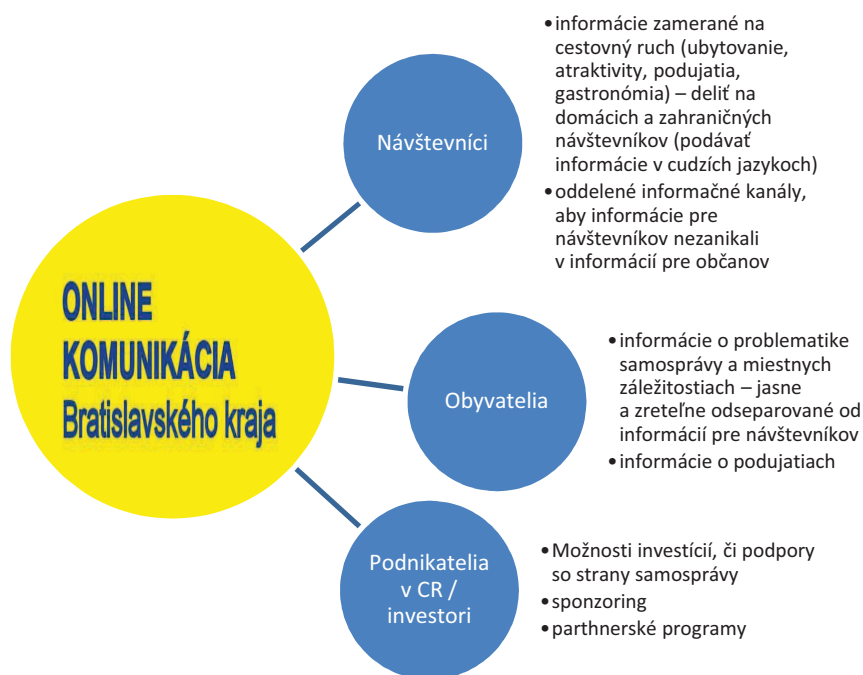 ONLINE
KOMUNIKÁCIA
Bratislavského kraja
Návštevníci
•informácie zamerané na
cestovný ruch (ubytovanie,
atraktivity, podujatia,
gastronómia) – deliť na
domácich a zahraničných
návštevníkov (podávať
informácie v cudzích jazykoch)
•oddelené informačné kanály,
aby informácie pre
návštevníkov nezanikali
v informácií pre občanov
Obyvatelia
•informácie o problematike
samosprávy a miestnych
záležitostiach – jasne
a zreteľne odseparované od
informácií pre návštevníkov
•informácie o podujatiach
Podnikatelia
v CR /
investori
•Možnosti investícií, či podpory
so strany samosprávy
•sponzoring
•parthnerské programy